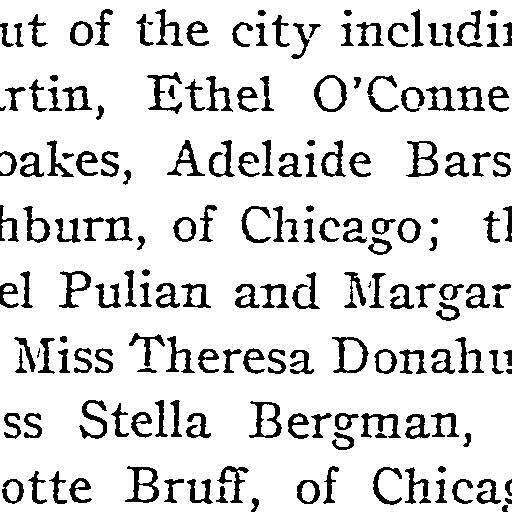 ut of the city includin
rtin, Ethel O'Conne
oakes, Adelaide Bars
hburn, of Chicago; th
el Pulian and Margar
Miss Theresa Donahu
ss Stella Bergman,
otte Bruff, of Chicag